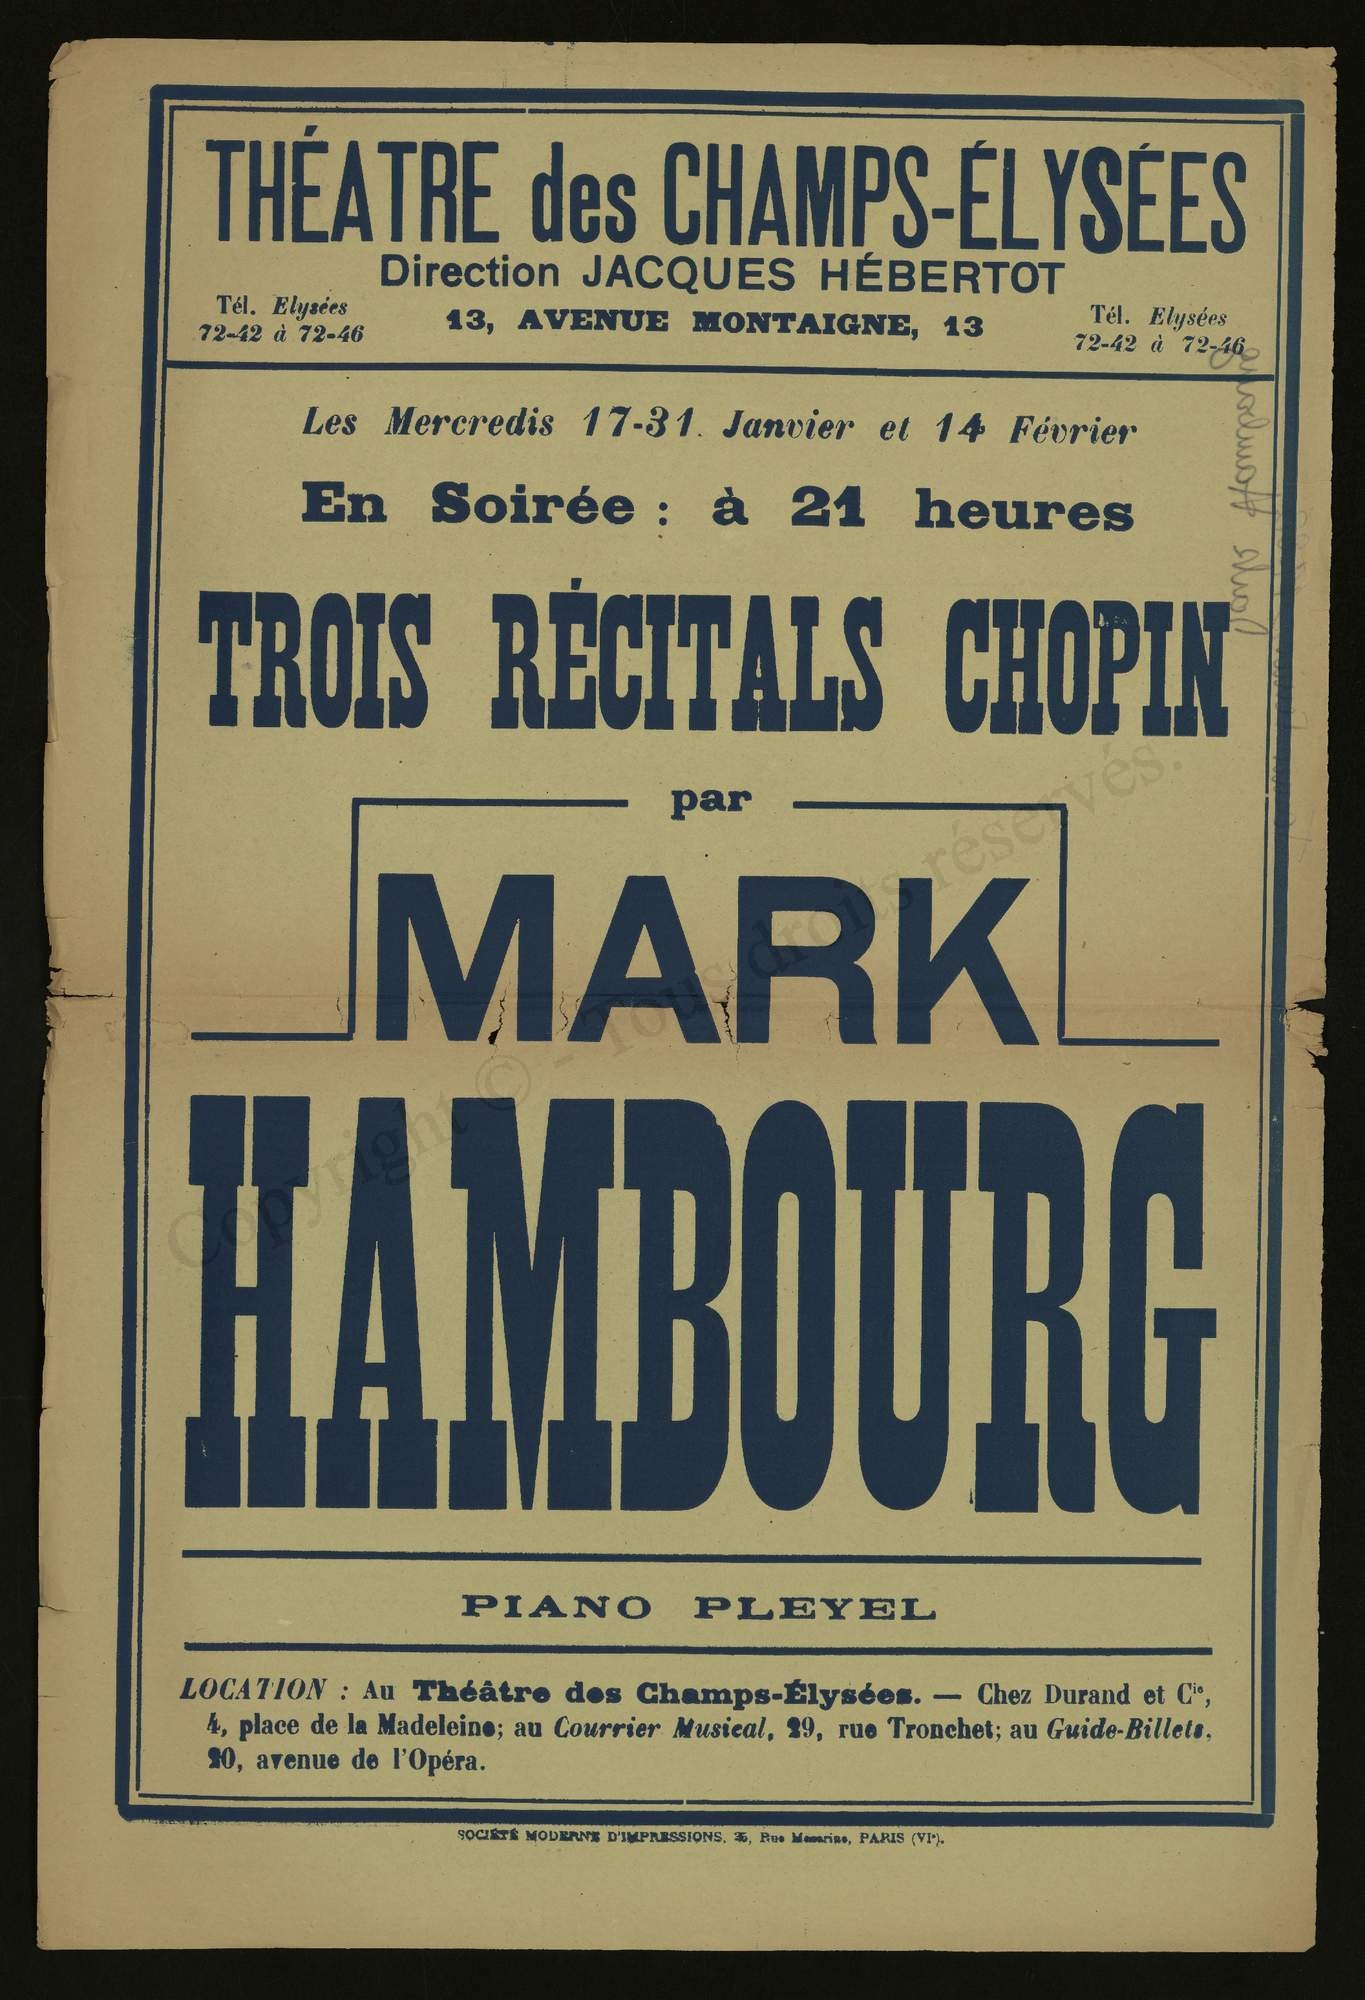 THÉATRE des CHAMPS-ÉLYSÉES
Direction JACQUES HÉBERTOT
Tél. Elysées
72-42 à 72-46
13, AVENUE MONTAIGNE, 13
Tél. Elysées
72-42 à 72-46
Les Mercredis 17-31 Janvier et 14 Février
En Soirée : à 21 heures
TROIS RÉCITALS CHOPIN
par
MARK
HAMBOURG
PIANO PLEYEL
LOCATION : Au Théâtre des Champs-Élysées. — Chez Durand et Cie,
4, place de la Madeleine; au Courrier Musical, 29, rue Tronchet; au Guide-Billets,
20, avenue de l'Opéra.
SOCIÉTÉ MODERNE D'IMPRESSIONS, Rue Mazarine, PARIS (VIe).
Mark Hambourg
Copyright © - Tous droits réservés.